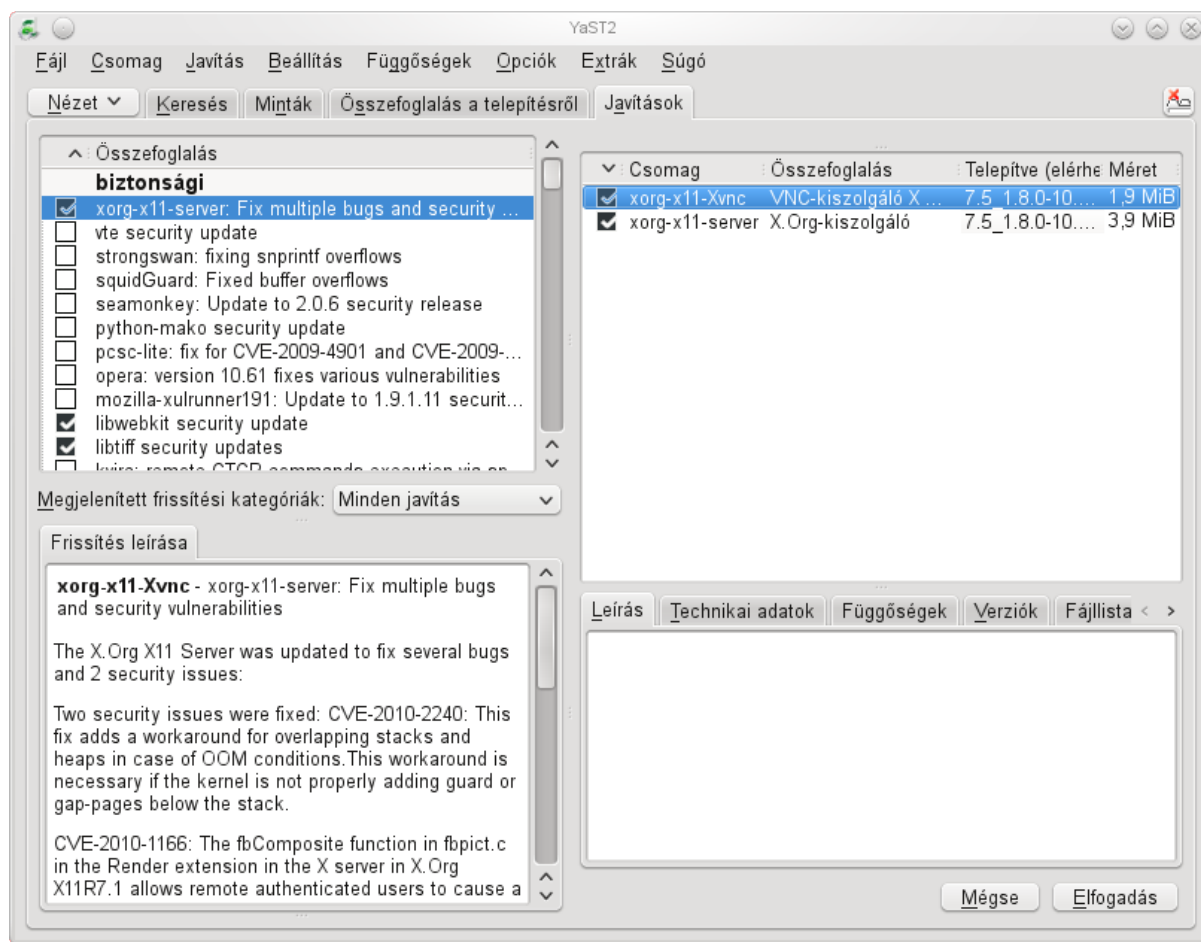 YaST2
Fájl Csomag Javítás Beállítás Függőségek Opciók Extrák Súgó
Nézet Keresés Minták Összefoglalás a telepítésről Javítások
Összefoglalás
biztonsági
xorg-x11-server: Fix multiple bugs and security ...
vte security update
strongswan: fixing snprintf overflows
squidGuard: Fixed buffer overflows
seamonkey: Update to 2.0.6 security release
python-mako security update
pcsc-lite: fix for CVE-2009-4901 and CVE-2009-...
opera: version 10.61 fixes various vulnerabilities
mozilla-xulrunner191: Update to 1.9.1.11 securit...
libwebkit security update
libtiff security updates
Megjelenített frissítési kategóriák: Minden javítás
Frissítés leírása
xorg-x11-Xvnc - xorg-x11-server: Fix multiple bugs
and security vulnerabilities
The X.Org X11 Server was updated to fix several bugs
and 2 security issues:
Two security issues were fixed: CVE-2010-2240: This
fix adds a workaround for overlapping stacks and
heaps in case of OOM conditions.This workaround is
necessary if the kernel is not properly adding guard or
gap-pages below the stack.
CVE-2010-1166: The fbComposite function in fbpict.c
in the Render extension in the X server in X.Org
X11R7.1 allows remote authenticated users to cause a
Csomag Összefoglalás Telepítve (elérhe Méret
xorg-x11-Xvnc VNC-kiszolgáló X ... 7.5_1.8.0-10.... 1,9 MiB
xorg-x11-server X.Org-kiszolgáló 7.5_1.8.0-10.... 3,9 MiB
Leírás Technikai adatok Függőségek Verziók Fájllista
Mégse Elfogadás